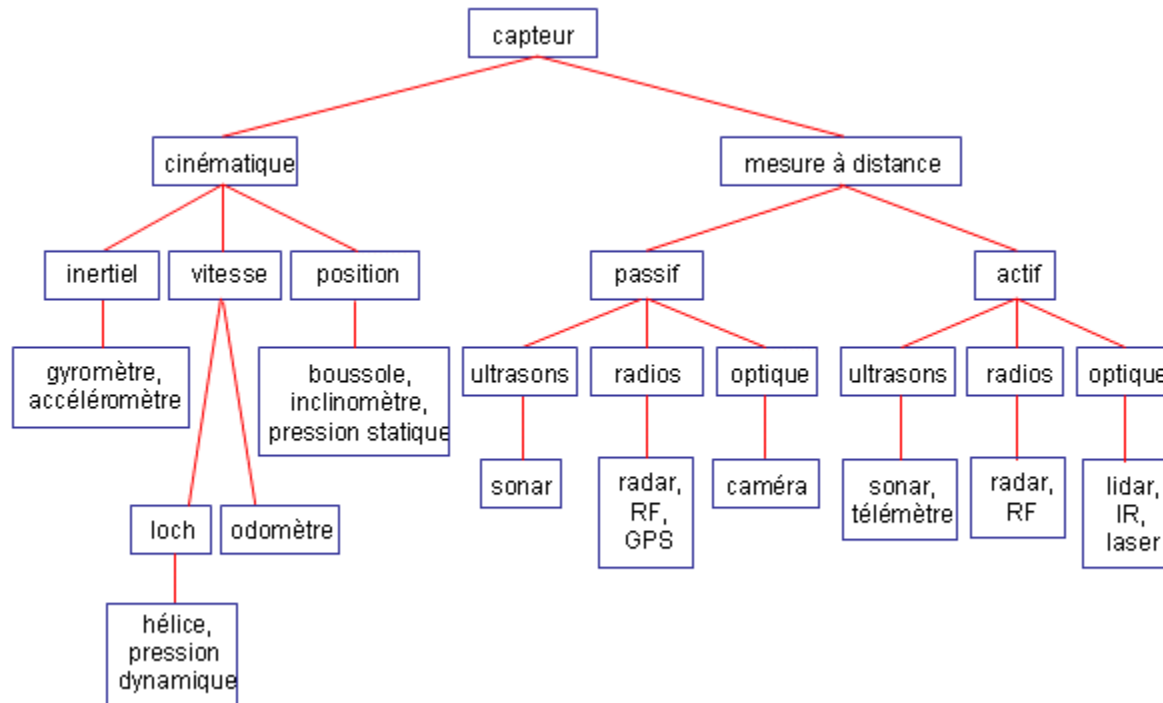 capteur
cinématique
mesure à distance
inertiel
vitesse
position
passif
actif
gyromètre,
accéléromètre
boussole,
inclinomètre,
pression statique
ultrasons
radios
optique
ultrasons
radios
optique
sonar
radar,
RF,
GPS
caméra
sonar,
télémètre
radar,
RF
lidar,
IR,
laser
loch
odomètre
hélice,
pression
dynamique